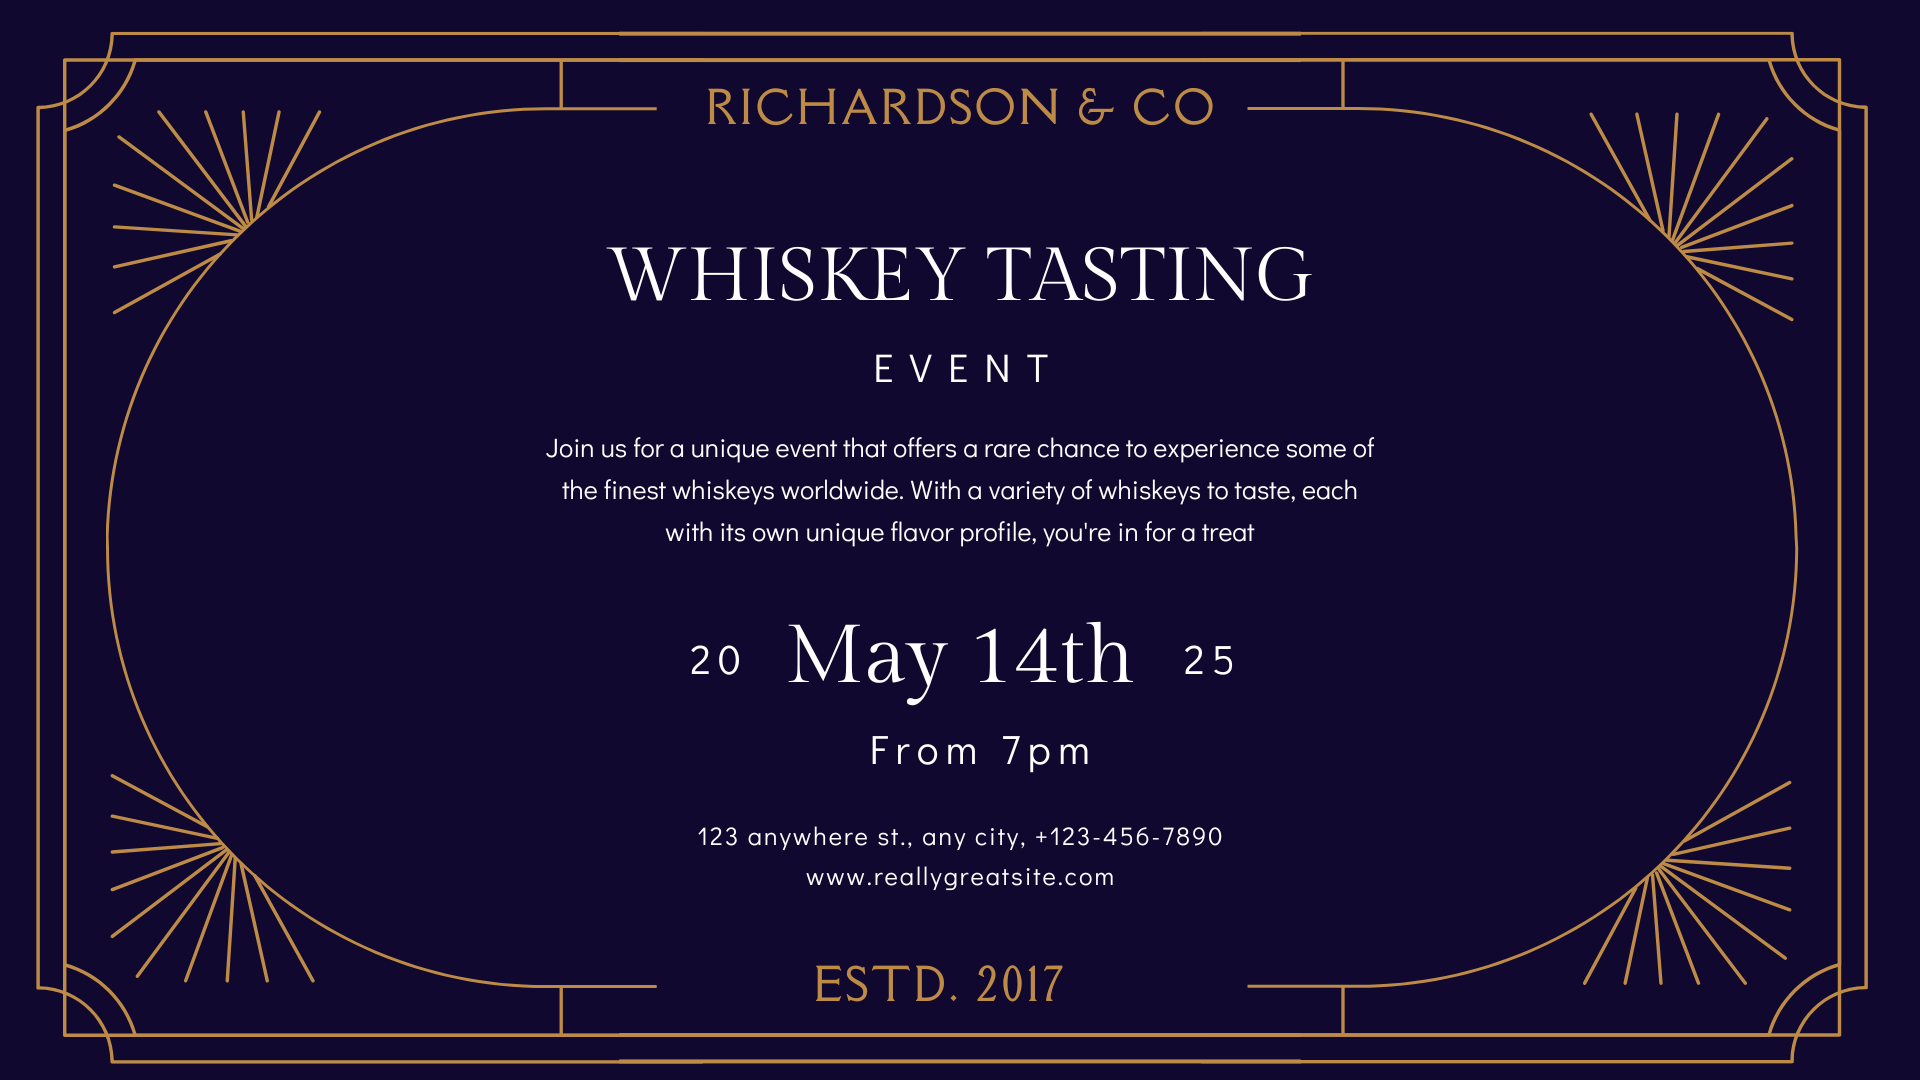 RICHARDSON & CO
WHISKEY TASTING
EVENT
Join us for a unique event that offers a rare chance to experience some of
the finest whiskeys worldwide. With a variety of whiskeys to taste, each
with its own unique flavor profile, you're in for a treat
20 May 14th 25
From 7pm
123 anywhere st., any city, +123-456-7890
www.reallygreatsite.com
ESTD. 2017